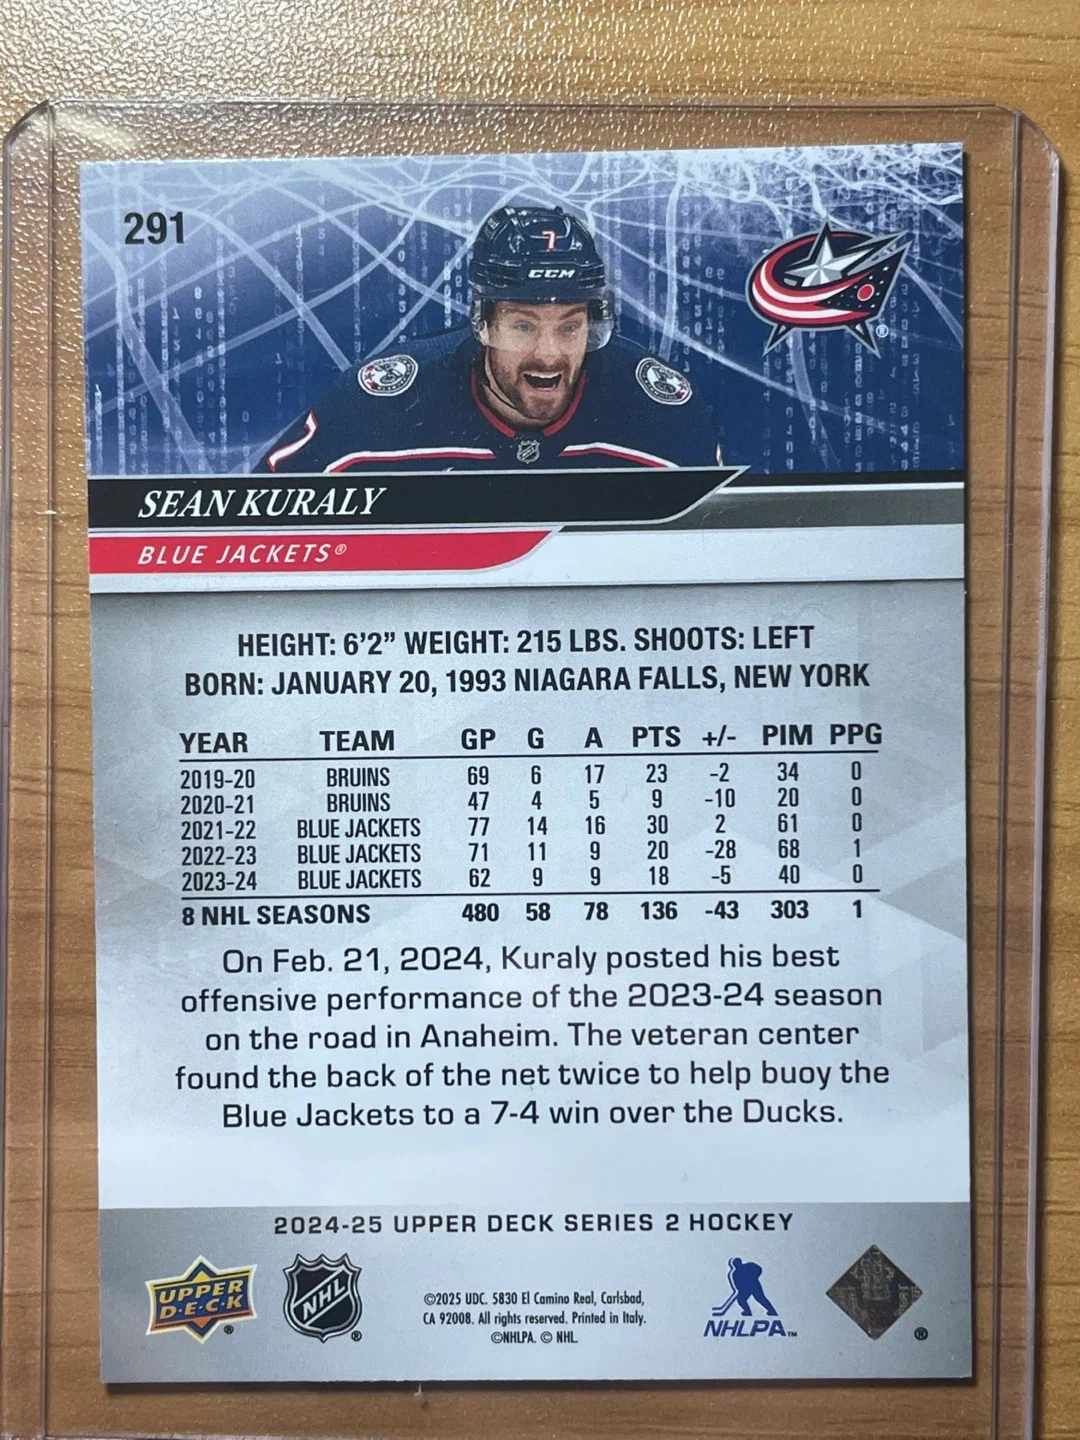 291
7
CCM
7
SEAN KURALY
BLUE JACKETS®
HEIGHT: 6'2” WEIGHT: 215 LBS. SHOOTS: LEFT
BORN: JANUARY 20, 1993 NIAGARA FALLS, NEW YORK
YEAR TEAM GP G A PTS +/- PIM PPG
2019-20 BRUINS 69 6 17 23 -2 34 0
2020-21 BRUINS 47 4 5 9 -10 20 0
2021-22 BLUE JACKETS 77 14 16 30 2 61 0
2022-23 BLUE JACKETS 71 11 9 20 -28 68 1
2023-24 BLUE JACKETS 62 9 9 18 -5 40 0
8 NHL SEASONS 480 58 78 136 -43 303 1
On Feb. 21, 2024, Kuraly posted his best
offensive performance of the 2023-24 season
on the road in Anaheim. The veteran center
found the back of the net twice to help buoy the
Blue Jackets to a 7-4 win over the Ducks.
2024-25 UPPER DECK SERIES 2 HOCKEY
UPPER
D·E·C·K ®
NHL ®
©2025 UDC. 5830 El Camino Real, Carlsbad,
CA 92008. All rights reserved. Printed in Italy.
©NHLPA. © NHL.
NHLPA™
®